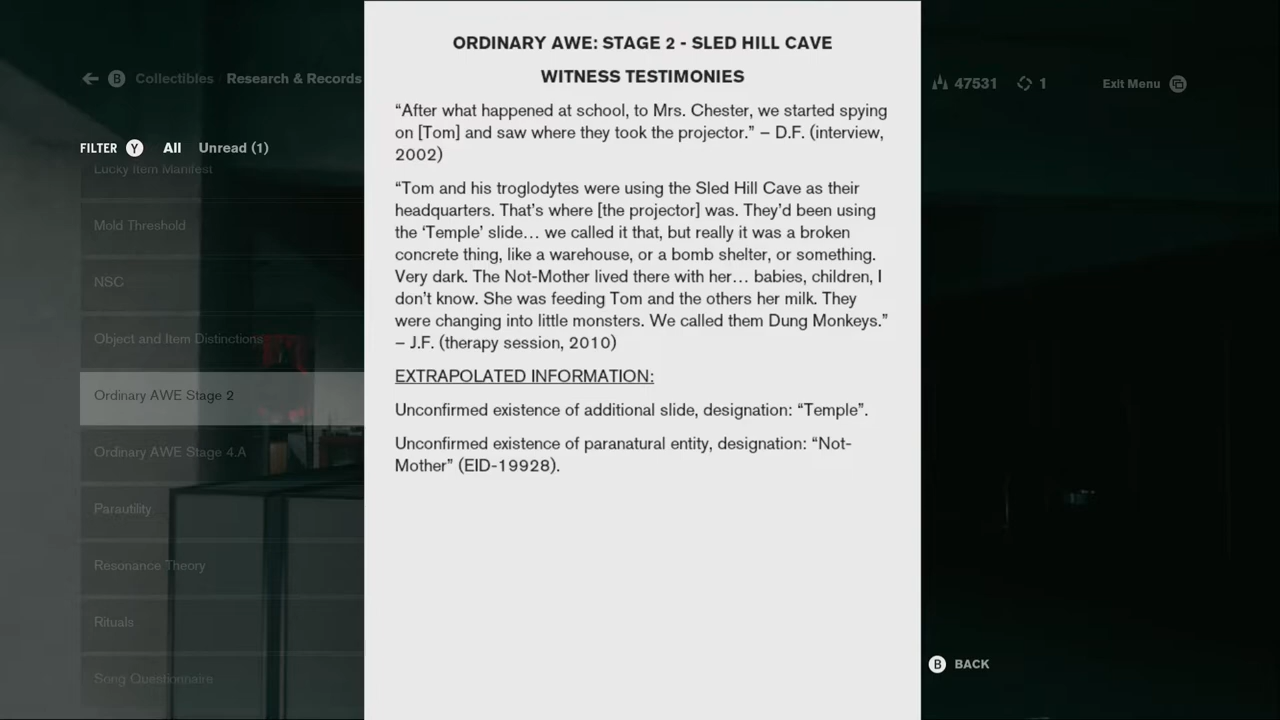 ORDINARY AWE: STAGE 2 - SLED HILL CAVE
WITNESS TESTIMONIES
B Collectibles Research & Records
47531
1
Exit Menu
“After what happened at school, to Mrs. Chester, we started spying
on [Tom] and saw where they took the projector.” – D.F. (interview,
2002)
FILTER Y All Unread (1)
Lucky Item Manifest
Mold Threshold
NSC
Object and Item Distinctions
Ordinary AWE Stage 2
Ordinary AWE Stage 4.A
Parautility
Resonance Theory
Rituals
Song Questionnaire
“Tom and his troglodytes were using the Sled Hill Cave as their
headquarters. That’s where [the projector] was. They’d been using
the ‘Temple’ slide… we called it that, but really it was a broken
concrete thing, like a warehouse, or a bomb shelter, or something.
Very dark. The Not-Mother lived there with her… babies, children, I
don’t know. She was feeding Tom and the others her milk. They
were changing into little monsters. We called them Dung Monkeys.”
– J.F. (therapy session, 2010)
EXTRAPOLATED INFORMATION:
Unconfirmed existence of additional slide, designation: “Temple”.
Unconfirmed existence of paranatural entity, designation: “Not-
Mother” (EID-19928).
B BACK